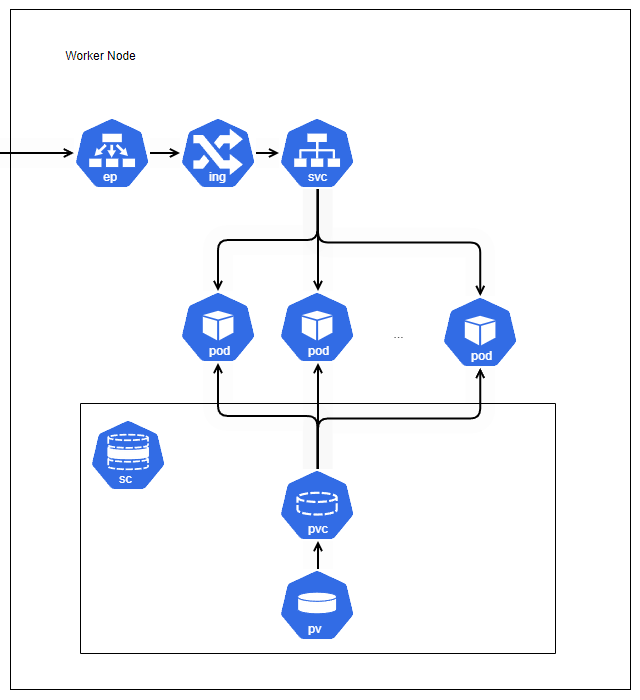 Worker Node
ep
ing
svc
pod
pod
...
pod
sc
pvc
pv